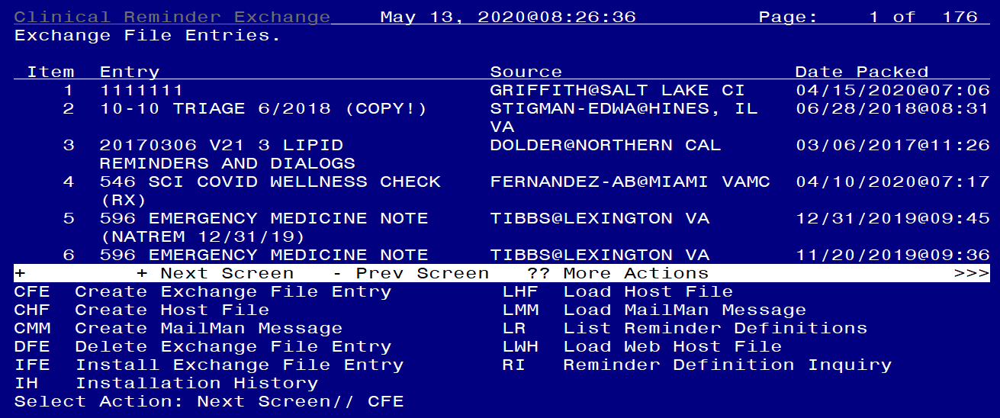 Clinical Reminder Exchange    May 13, 2020@08:26:36          Page:    1 of  176
Exchange File Entries.
Item  Entry                           Source                   Date Packed
1  1111111                         GRIFFITH@SALT LAKE CI    04/15/2020@07:06
2  10-10 TRIAGE 6/2018 (COPY!)     STIGMAN-EDWA@HINES, IL   06/28/2018@08:31
VA
3  20170306 V21 3 LIPID            DOLDER@NORTHERN CAL      03/06/2017@11:26
REMINDERS AND DIALOGS
4  546 SCI COVID WELLNESS CHECK    FERNANDEZ-AB@MIAMI VAMC  04/10/2020@07:17
(RX)
5  596 EMERGENCY MEDICINE NOTE     TIBBS@LEXINGTON VA       12/31/2019@09:45
(NATREM 12/31/19)
6  596 EMERGENCY MEDICINE NOTE     TIBBS@LEXINGTON VA       11/20/2019@09:36
+         + Next Screen   - Prev Screen   ?? More Actions                    >>>
CFE  Create Exchange File Entry         LHF  Load Host File
CHF  Create Host File                   LMM  Load MailMan Message
CMM  Create MailMan Message             LR   List Reminder Definitions
DFE  Delete Exchange File Entry         LWH  Load Web Host File
IFE  Install Exchange File Entry        RI   Reminder Definition Inquiry
IH   Installation History
Select Action: Next Screen// CFE